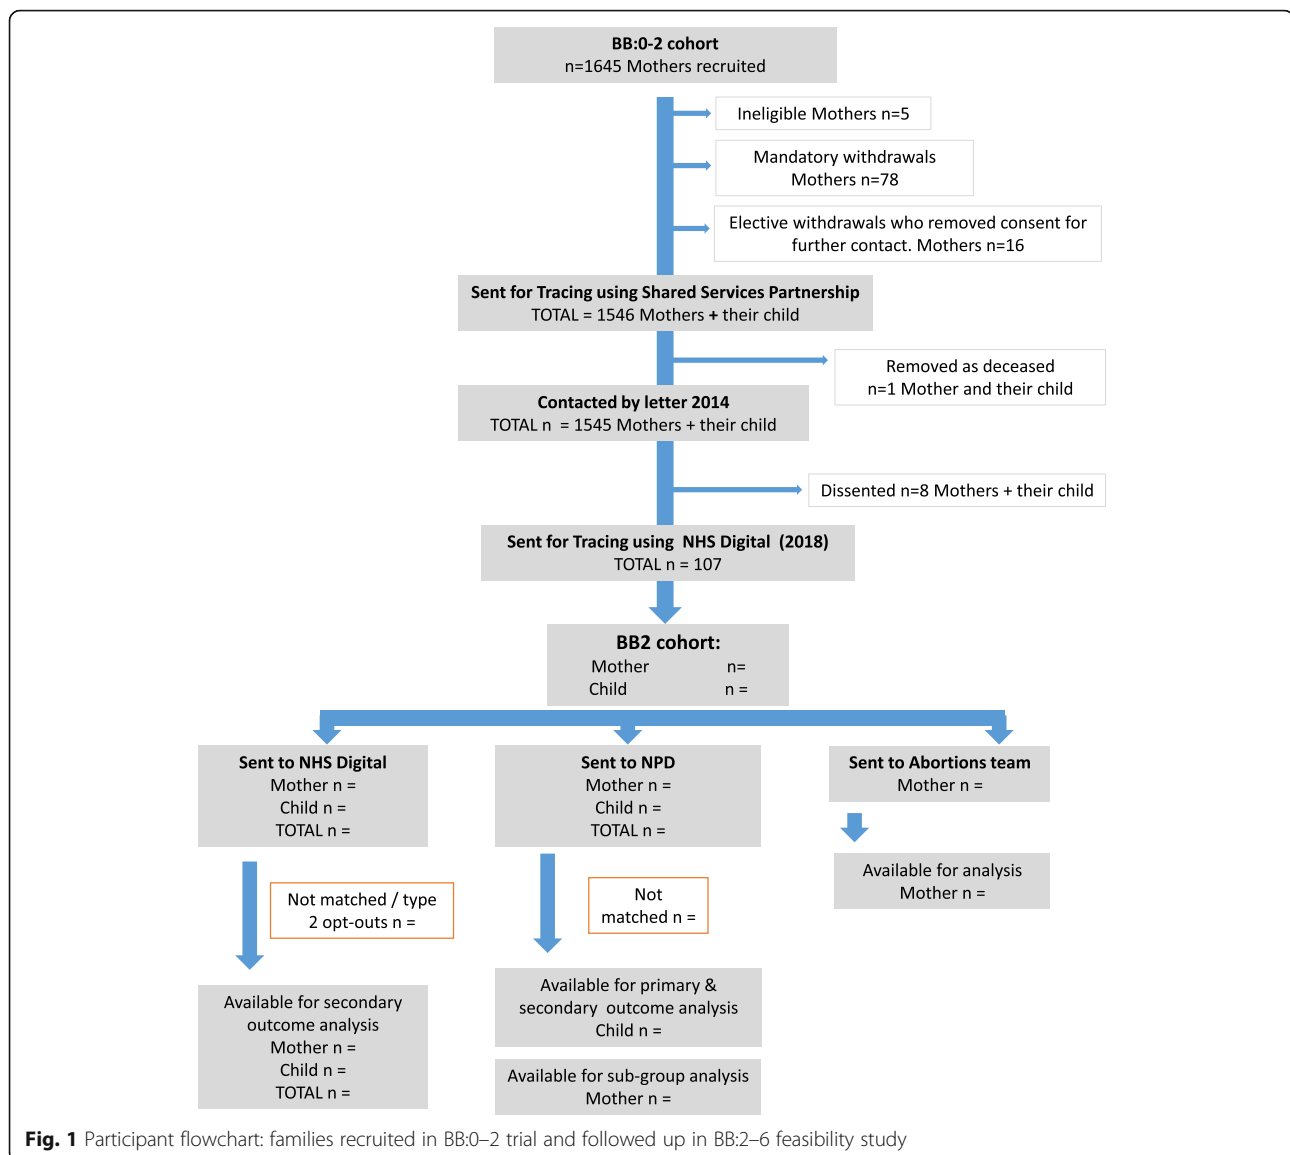 BB:0-2 cohort
n=1645 Mothers recruited
Ineligible Mothers n=5
Mandatory withdrawals
Mothers n=78
Elective withdrawals who removed consent for
further contact. Mothers n=16
Sent for Tracing using Shared Services Partnership
TOTAL = 1546 Mothers + their child
Removed as deceased
n=1 Mother and their child
Contacted by letter 2014
TOTAL n = 1545 Mothers + their child
Dissented n=8 Mothers + their child
Sent for Tracing using NHS Digital (2018)
TOTAL n = 107
BB2 cohort:
Mother n=
Child n =
Sent to NHS Digital
Mother n =
Child n =
TOTAL n =
Sent to NPD
Mother n =
Child n =
TOTAL n =
Sent to Abortions team
Mother n =
Not matched / type
2 opt-outs n =
Not
matched n =
Available for analysis
Mother n =
Available for secondary
outcome analysis
Mother n =
Child n =
TOTAL n =
Available for primary &
secondary outcome analysis
Child n =
Available for sub-group analysis
Mother n =
Fig. 1 Participant flowchart: families recruited in BB:0–2 trial and followed up in BB:2–6 feasibility study